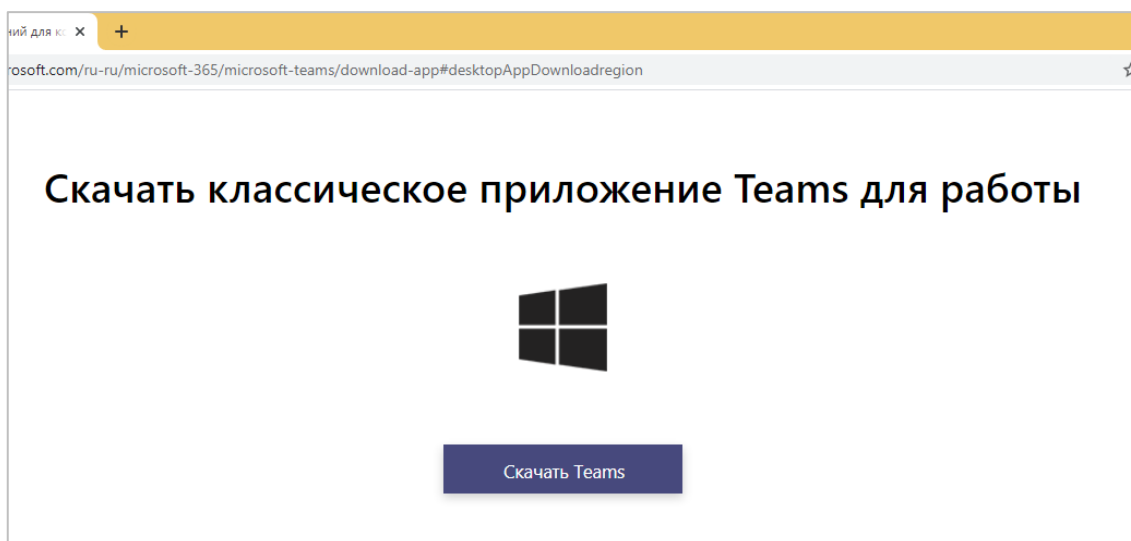 ний для к
rosoft.com/ru-ru/microsoft-365/microsoft-teams/download-app#desktopAppDownloadregion
Скачать классическое приложение Teams для работы
Скачать Teams